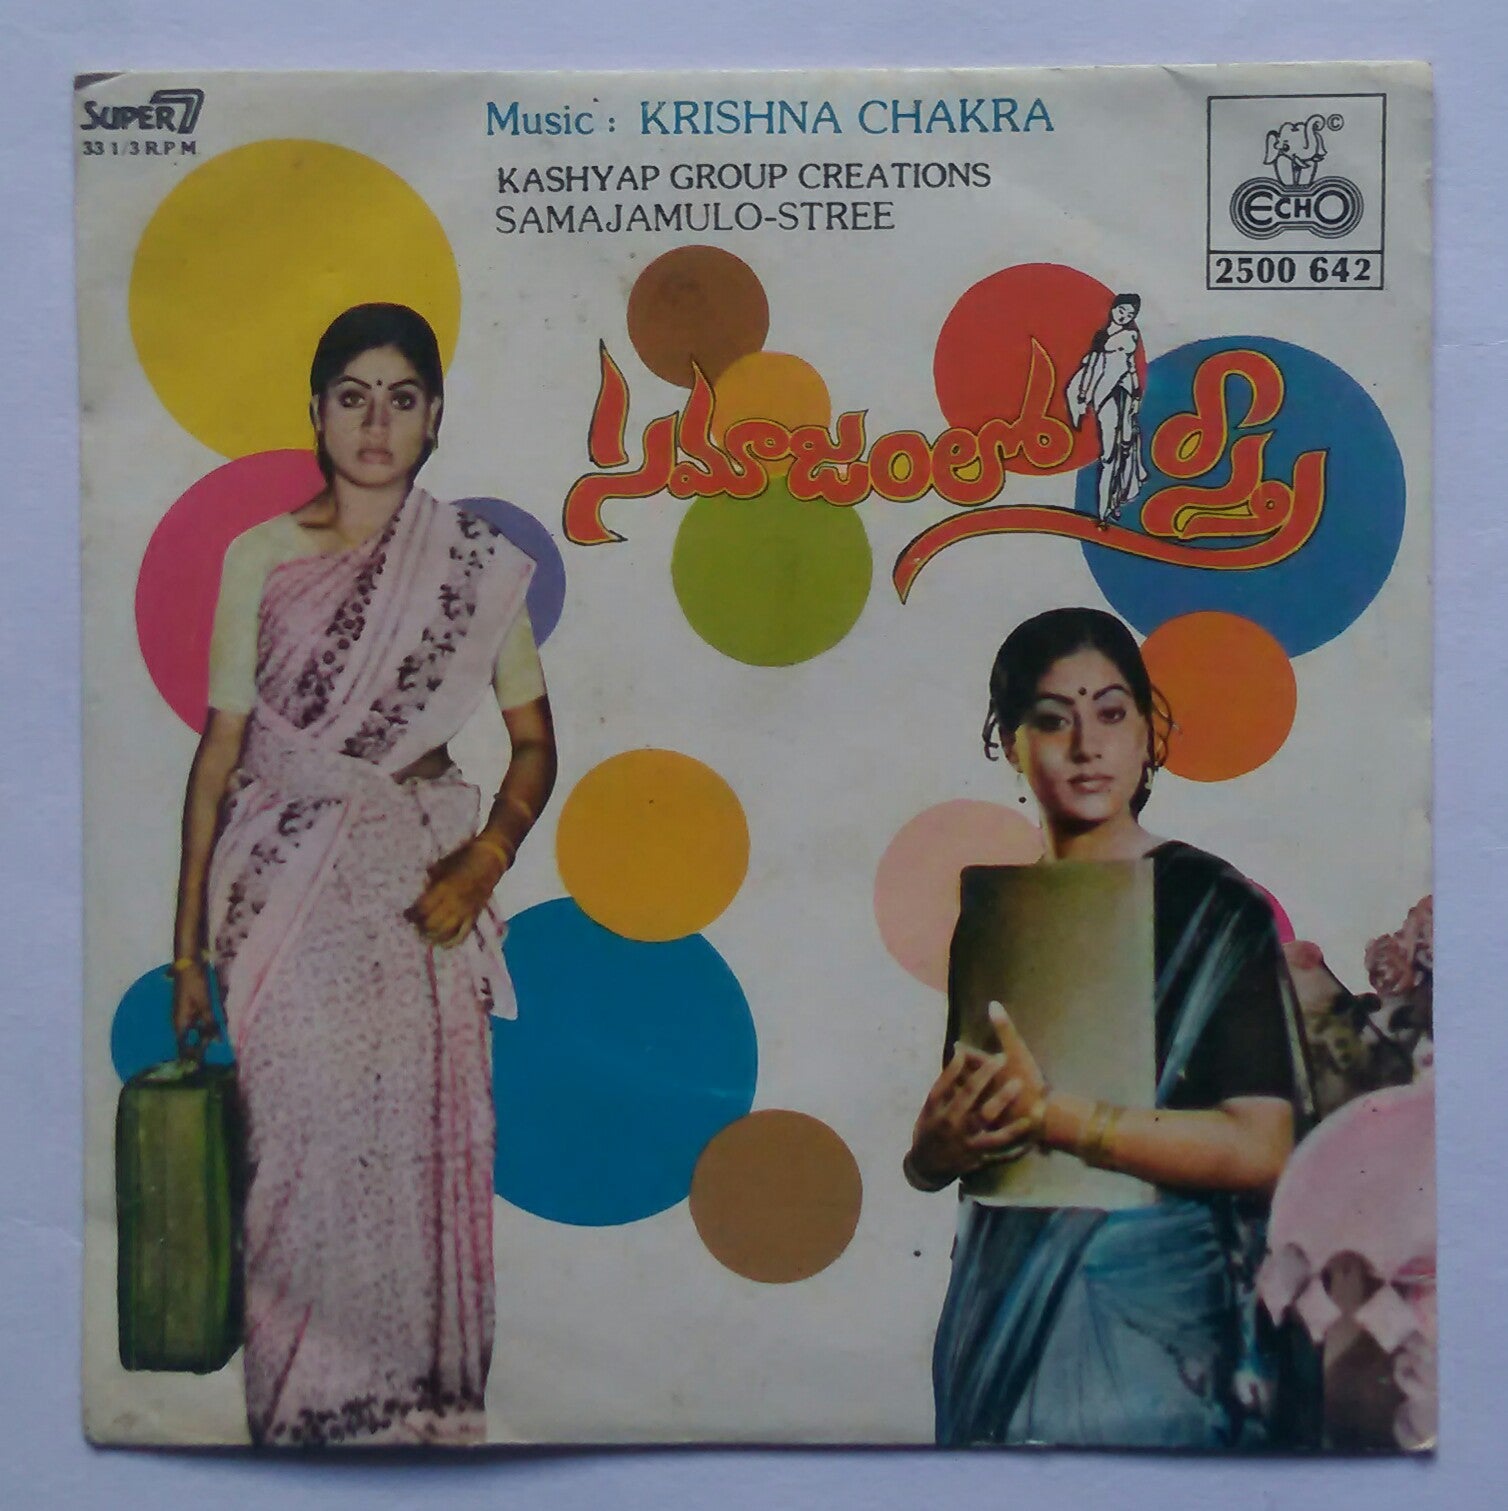 SUPER 7
33 1/3 R.P.M.
Music : KRISHNA CHAKRA
KASHYAP GROUP CREATIONS
SAMAJAMULO-STREE
©
ECHO
2500 642
సమాజంలో స్త్రీ